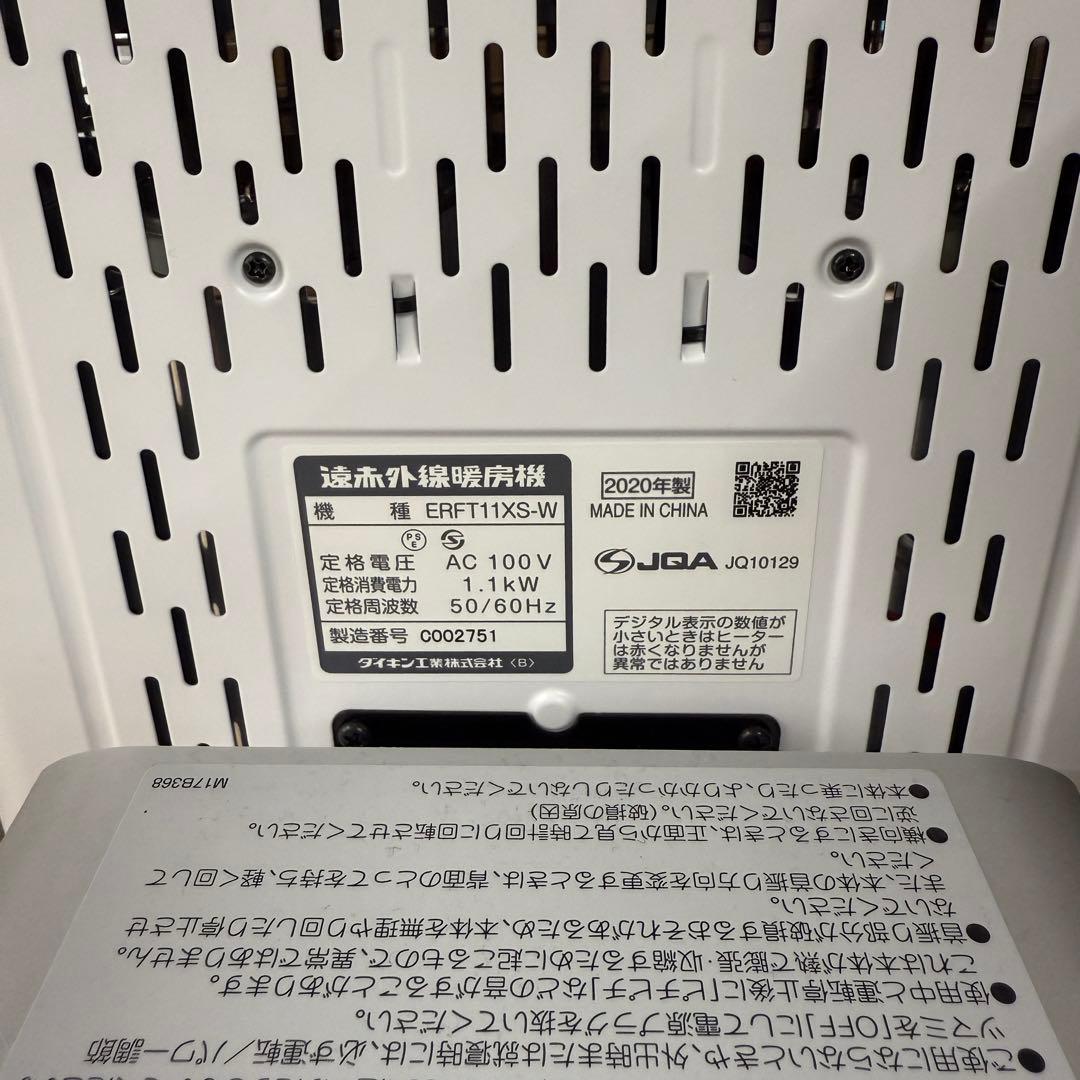 遠赤外線暖房機
機 種 ERFT11XS-W
PS E
定格電圧 AC 100V
定格消費電力 1.1kW
定格周波数 50/60Hz
製造番号 C002751
ダイキン工業株式会社〈B〉
2020年製
MADE IN CHINA
JQA JQ10129
デジタル表示の数値が
小さいときはヒーター
は赤くなりませんが
異常ではありません
●ご使用にならないときや、外出時または就寝時には、必ず運転／パワー調節
ツマミを「OFF」にして電源プラグを抜いてください。
●使用中と運転停止後に「ピチピチ」などの音がすることがあります。
これは本体が熱で膨張・収縮するために起こるもので、異常ではありません。
●首振り部分が破損するおそれがあるため、本体を無理やり回したり停止させ
ないでください。
また、本体の首振り方向を変更するときは、背面のとってを持ち、軽く回して
ください。
●横向きにするときは、正面から見て時計回りに回転させてください。
逆に回さないでください。(破損の原因)
●本体に乗ったり、よりかかったりしないでください。
M17B368